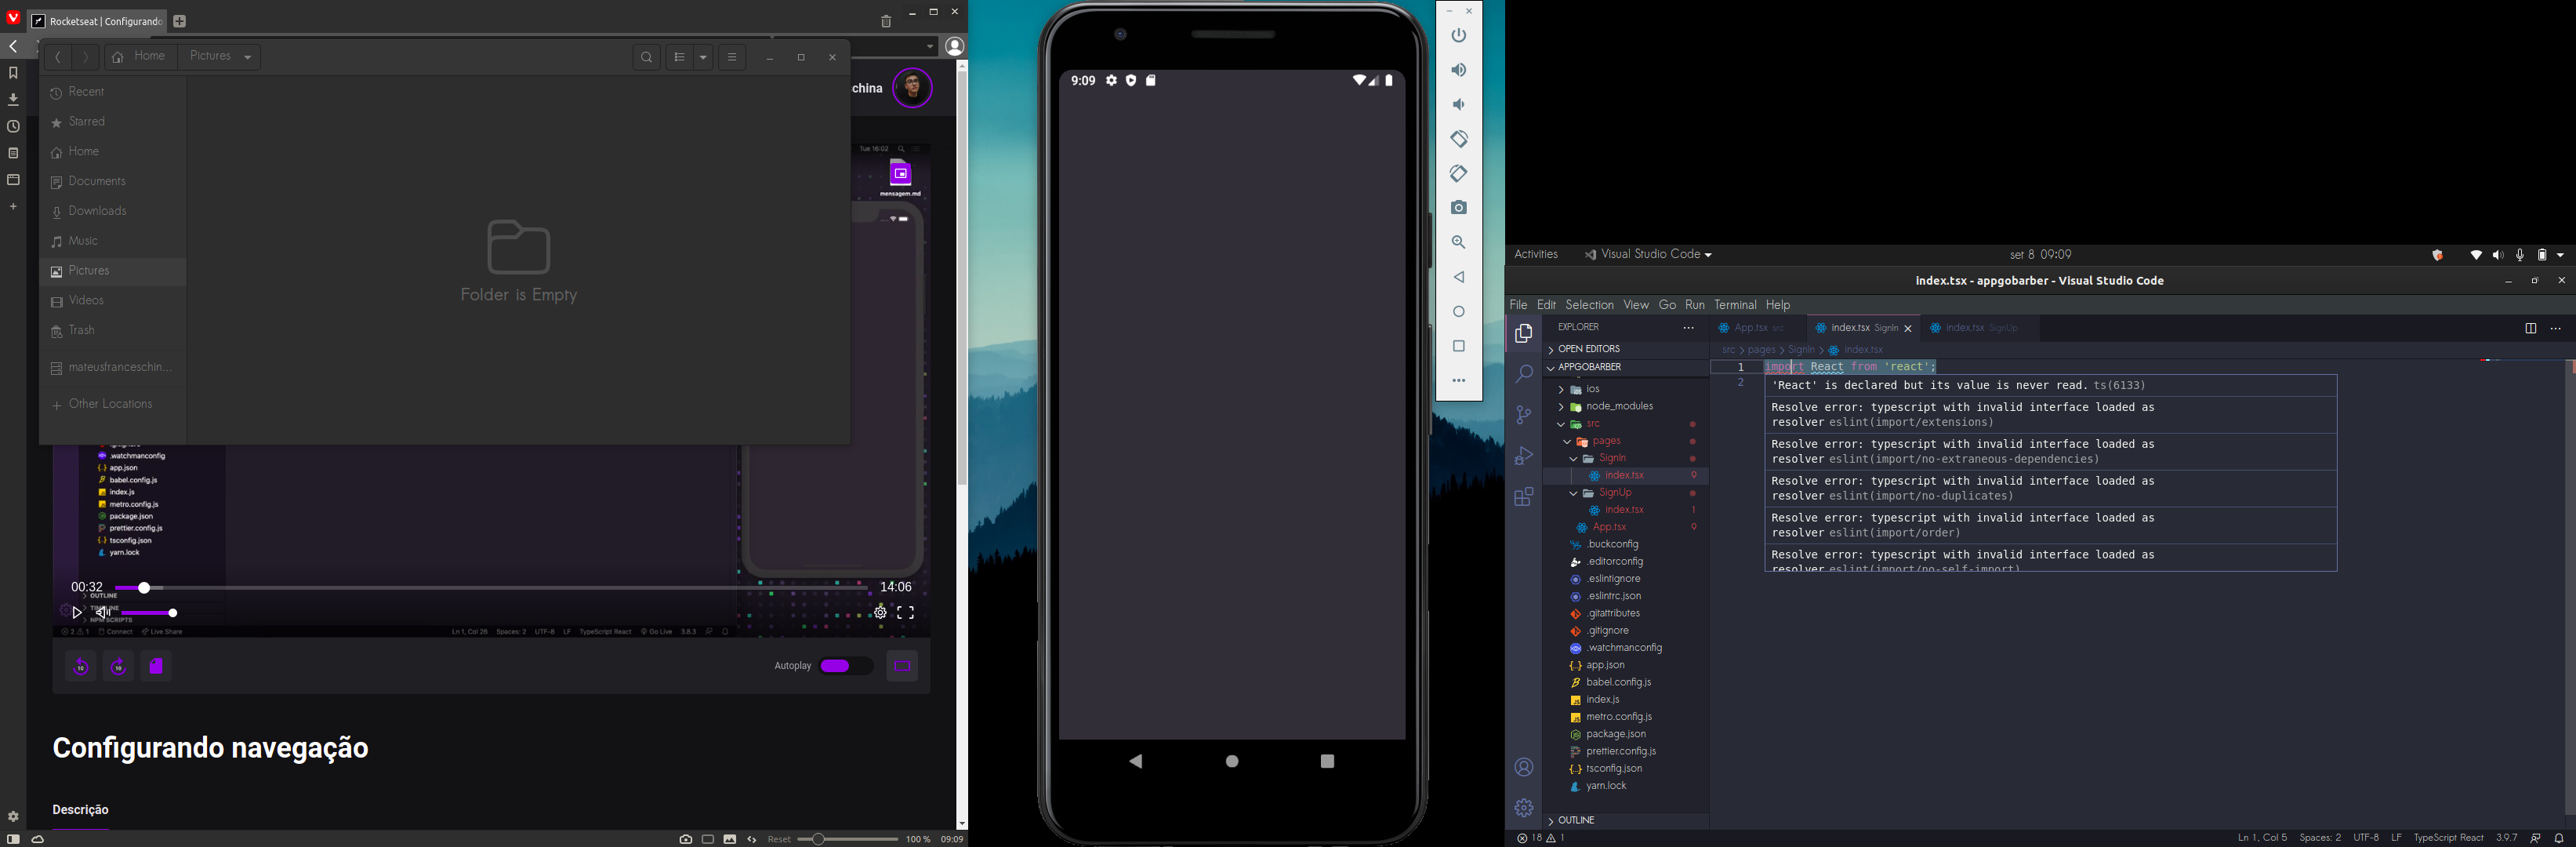 Rocketseat | Configurando
Home
Pictures
china
Recent
Starred
Home
Documents
Downloads
Music
Pictures
Videos
Trash
mateusfranceschin...
Other Locations
Folder is Empty
Tue 16:02
mensagem.md
.watchmanconfig
app.json
babel.config.js
index.js
metro.config.js
package.json
prettier.config.js
tsconfig.json
yarn.lock
00:32
14:06
OUTLINE
NPM SCRIPTS
2 1 Connect Live Share
Ln 1, Col 26 Spaces: 2 UTF-8 LF TypeScript React Go Live 3.8.3
10
10
Autoplay
Configurando navegação
Descrição
Reset
100 %
09:09
9:09
Activities
Visual Studio Code
set 8 09:09
index.tsx - appgobarber - Visual Studio Code
File Edit Selection View Go Run Terminal Help
EXPLORER
App.tsx src
index.tsx SignIn
index.tsx SignUp
OPEN EDITORS
src > pages > SignIn > index.tsx
APPGOBARBER
ios
node_modules
src
pages
SignIn
index.tsx 9
SignUp
index.tsx 1
App.tsx 9
.buckconfig
.editorconfig
.eslintignore
.eslintrc.json
.gitattributes
.gitignore
.watchmanconfig
app.json
babel.config.js
index.js
metro.config.js
package.json
prettier.config.js
tsconfig.json
yarn.lock
OUTLINE
1 import React from 'react';
2
'React' is declared but its value is never read. ts(6133)
Resolve error: typescript with invalid interface loaded as
resolver eslint(import/extensions)
Resolve error: typescript with invalid interface loaded as
resolver eslint(import/no-extraneous-dependencies)
Resolve error: typescript with invalid interface loaded as
resolver eslint(import/no-duplicates)
Resolve error: typescript with invalid interface loaded as
resolver eslint(import/order)
Resolve error: typescript with invalid interface loaded as
resolver eslint(import/no-self-import)
18 1
Ln 1, Col 5 Spaces: 2 UTF-8 LF TypeScript React 3.9.7